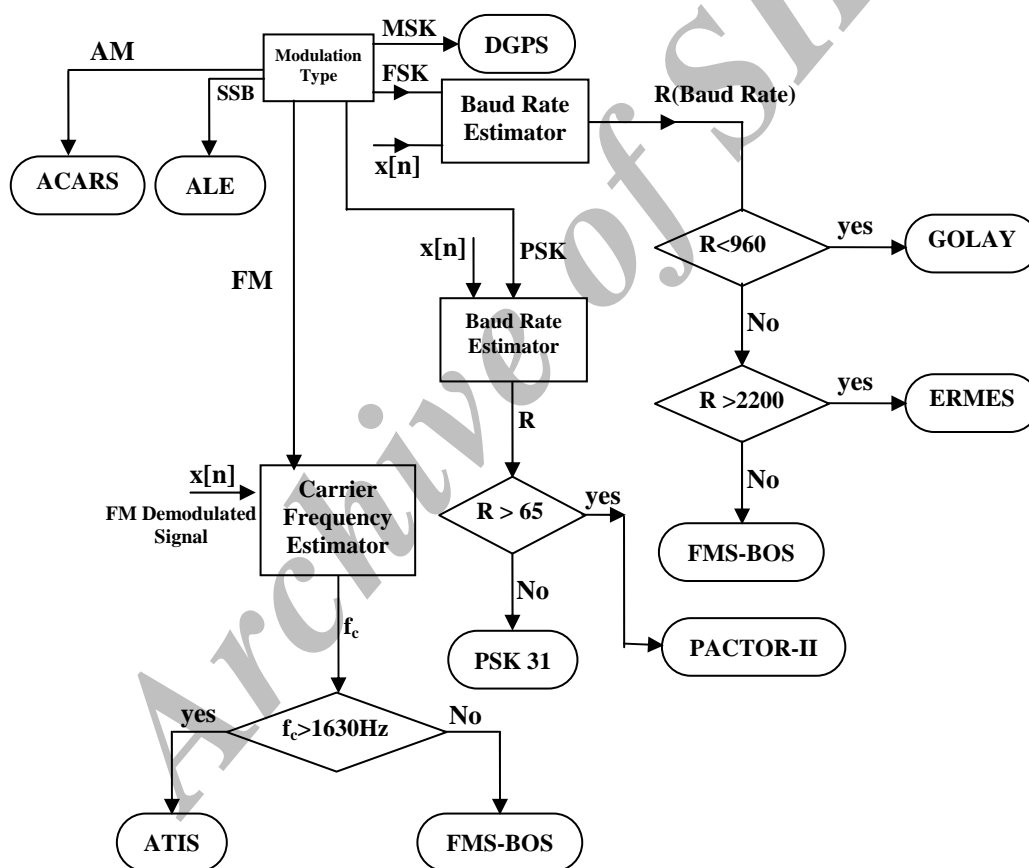 MSK
DGPS
AM
Modulation
Type
FSK
SSB
Baud Rate
Estimator
R(Baud Rate)
x[n]
ACARS
ALE
R<960
yes
GOLAY
x[n]
PSK
FM
No
Baud Rate
Estimator
R >2200
yes
ERMES
R
x[n]
FM Demodulated
Signal
Carrier
Frequency
Estimator
R > 65
yes
No
FMS-BOS
No
fc
PSK 31
PACTOR-II
yes
fc>1630Hz
No
ATIS
FMS-BOS
Archive of